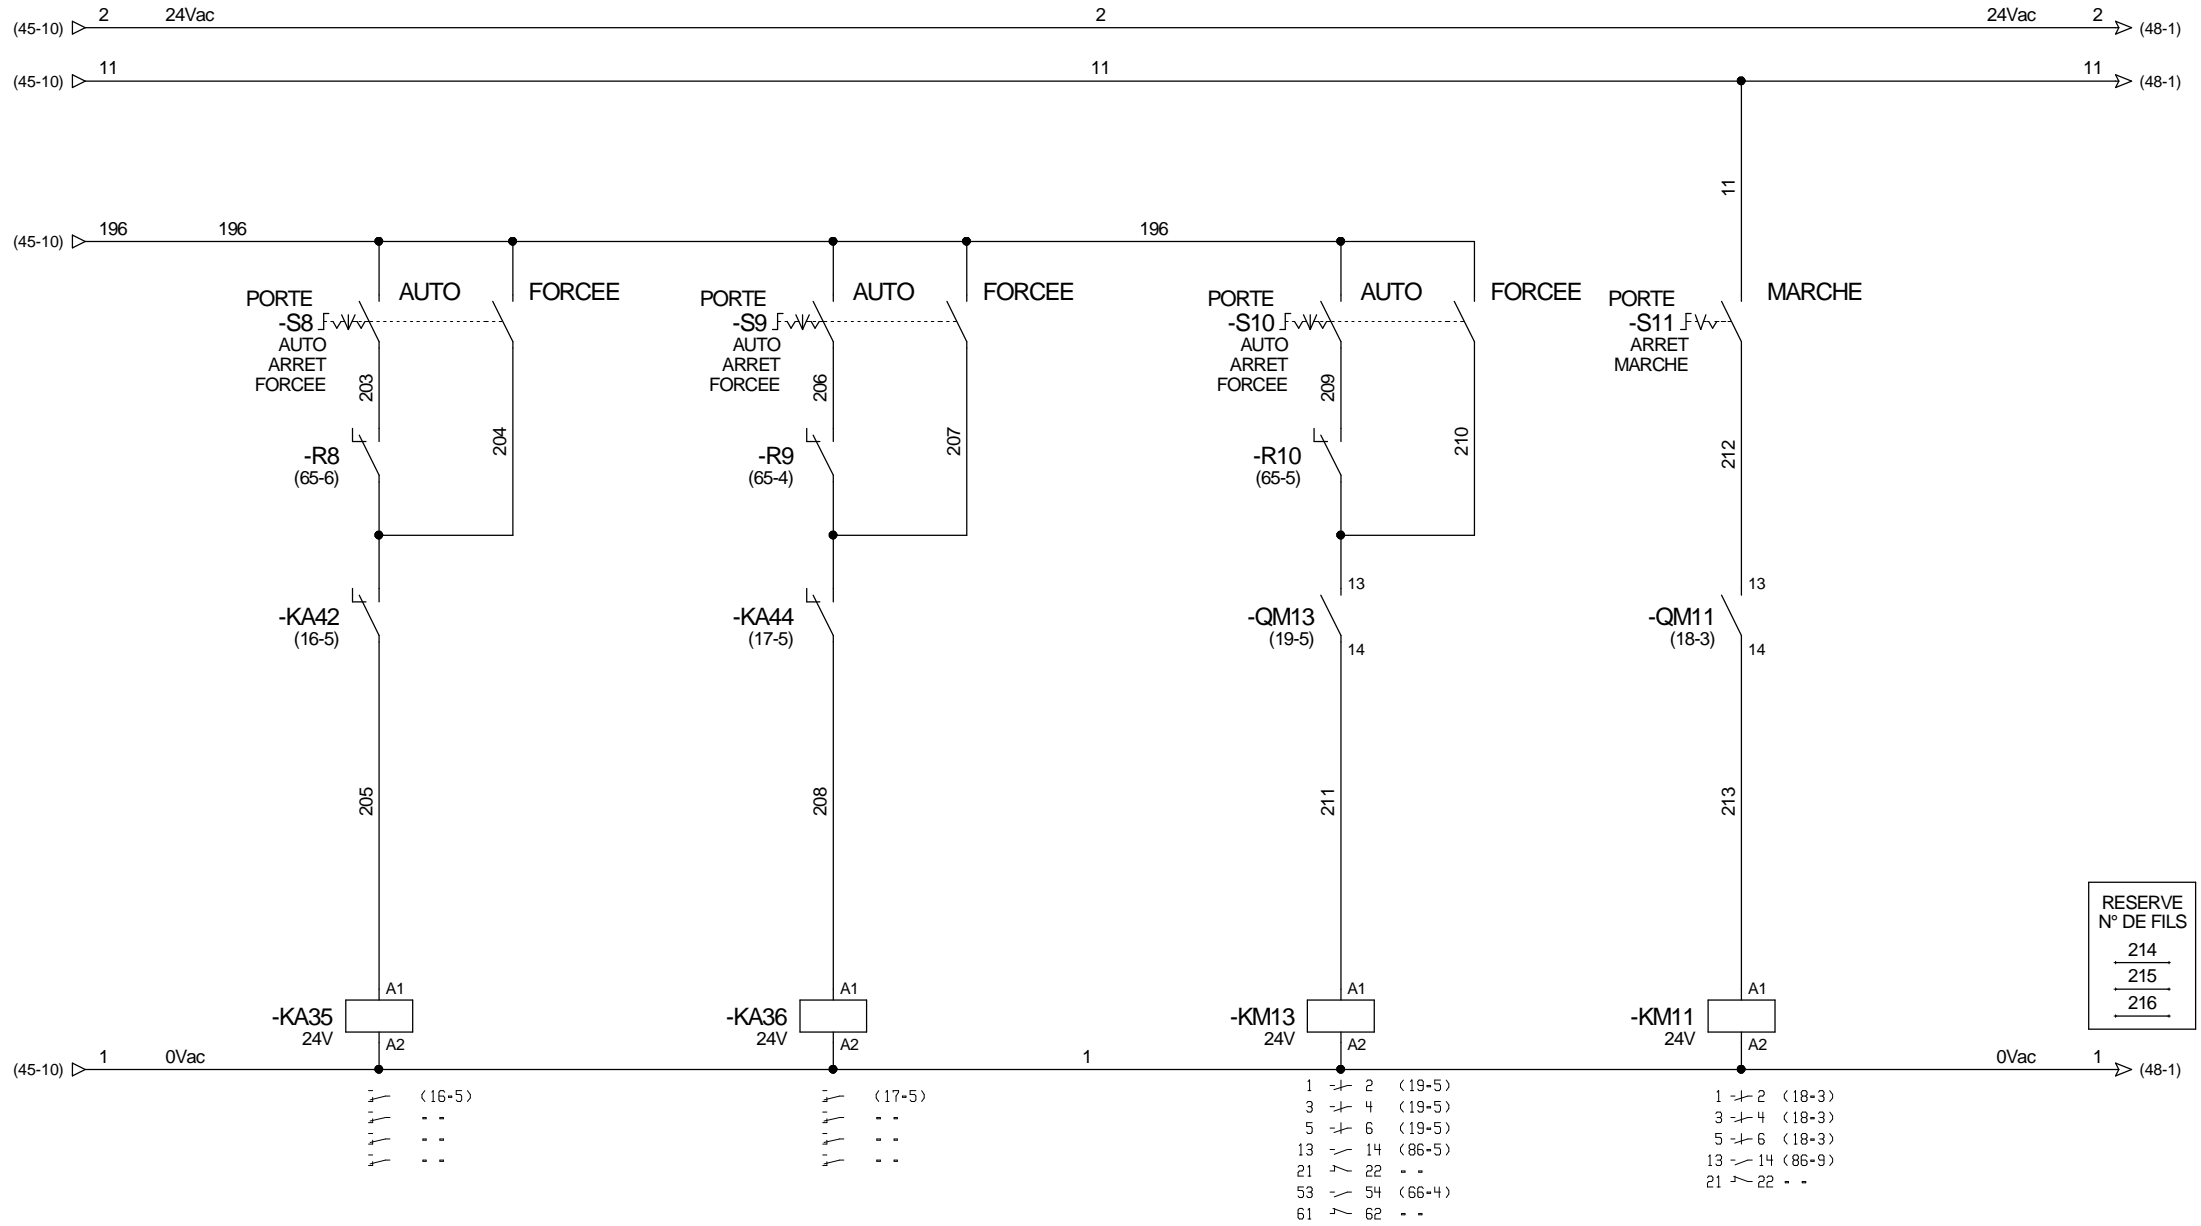 2 24Vac 2 24Vac 2
(45-10) (48-1)
11 11 11
(45-10) (48-1)
11
196 196 196
(45-10)
PORTE AUTO FORCEE
-S8
AUTO
ARRET
FORCEE
203
204
-R8
(65-6)
-KA42
(16-5)
205
A1
-KA35
24V
A2
PORTE AUTO FORCEE
-S9
AUTO
ARRET
FORCEE
206
207
-R9
(65-4)
-KA44
(17-5)
208
A1
-KA36
24V
A2
PORTE AUTO FORCEE
-S10
AUTO
ARRET
FORCEE
209
210
-R10
(65-5)
13
-QM13
(19-5)
14
211
A1
-KM13
24V
A2
PORTE MARCHE
-S11
ARRET
MARCHE
212
13
-QM11
(18-3)
14
213
A1
-KM11
24V
A2
RESERVE
N° DE FILS
214
215
216
1 0Vac 1 0Vac 1
(45-10) (48-1)
(16-5)
- -
- -
- -
(17-5)
- -
- -
- -
1 2 (19-5)
3 4 (19-5)
5 6 (19-5)
13 14 (86-5)
21 22 - -
53 54 (66-4)
61 62 - -
1 2 (18-3)
3 4 (18-3)
5 6 (18-3)
13 14 (86-9)
21 22 - -